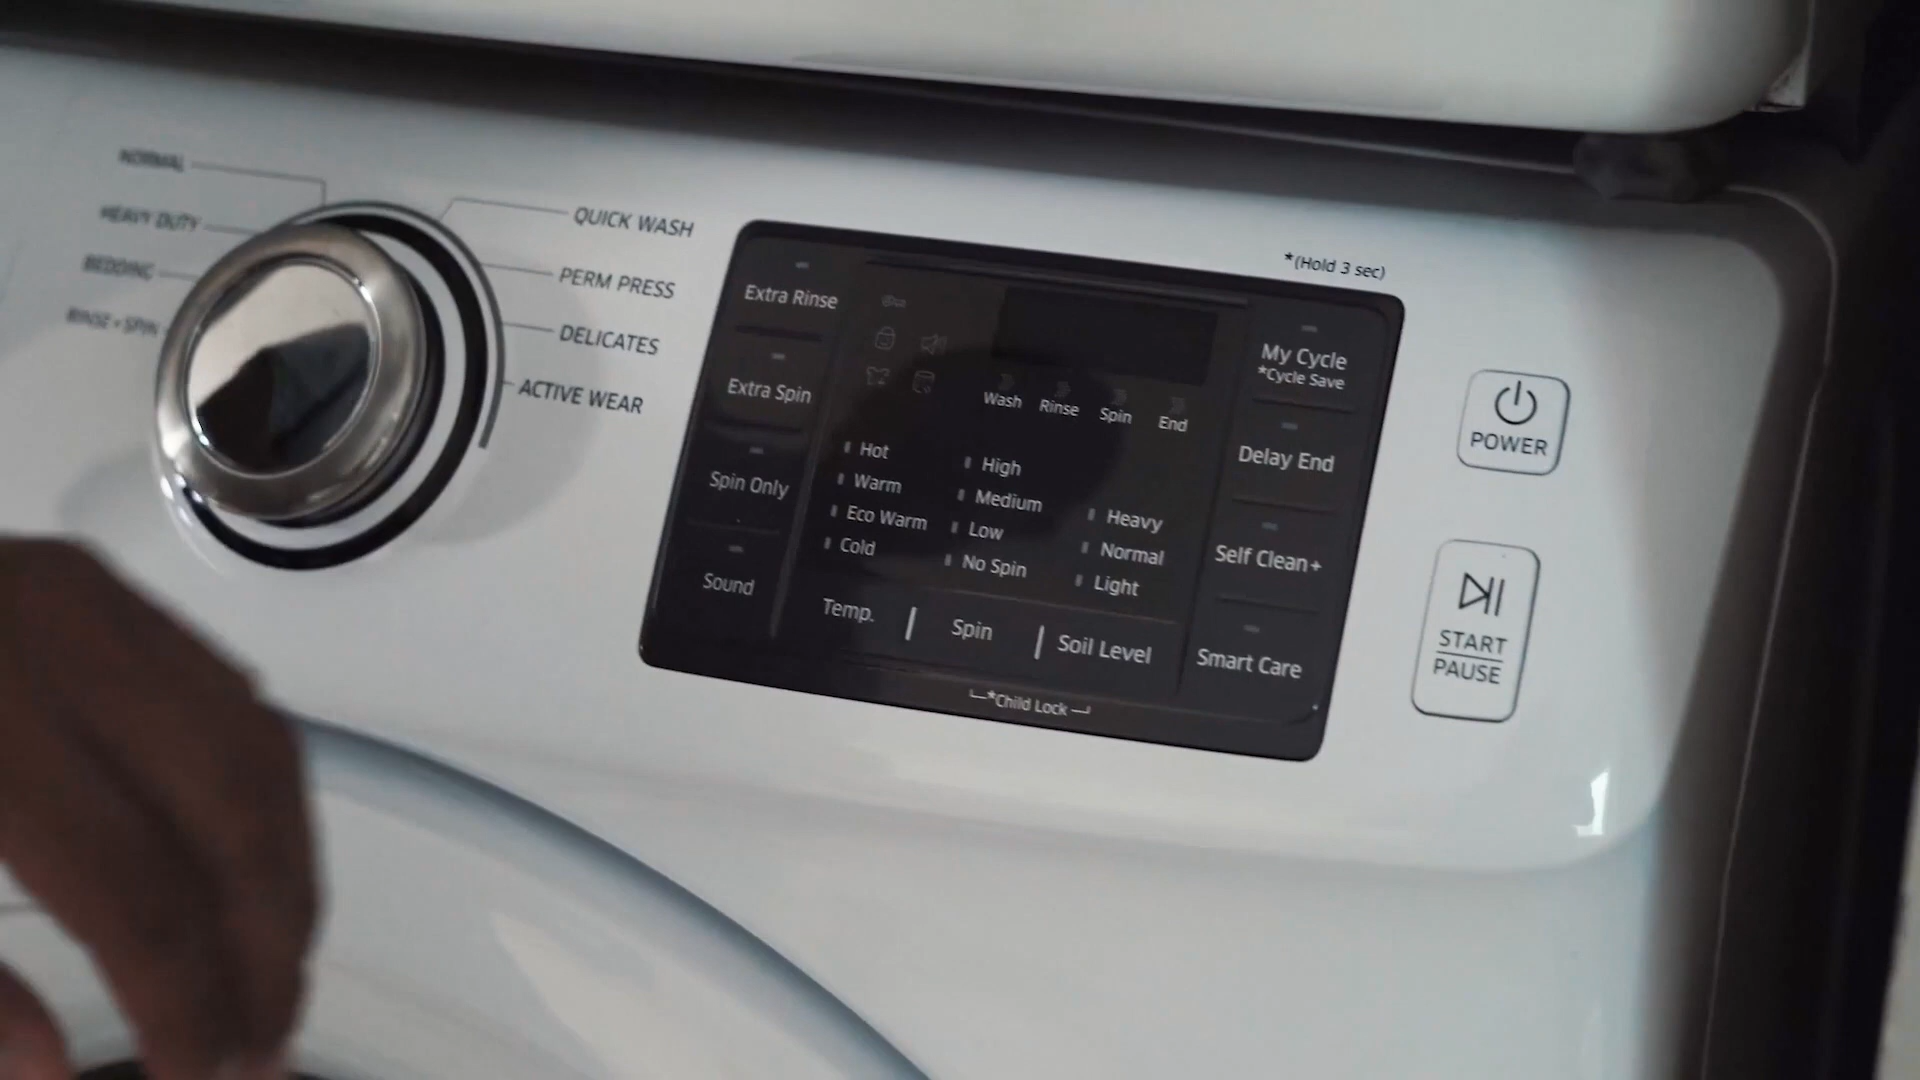 NORMAL
HEAVY DUTY
BEDDING
RINSE+SPIN
QUICK WASH
PERM PRESS
DELICATES
ACTIVE WEAR
*(Hold 3 sec)
Extra Rinse
Extra Spin
Spin Only
Sound
Wash Rinse Spin End
Hot
Warm
Eco Warm
Cold
High
Medium
Low
No Spin
Heavy
Normal
Light
Temp. | Spin | Soil Level
*Child Lock
My Cycle
*Cycle Save
Delay End
Self Clean+
Smart Care
POWER
START
PAUSE